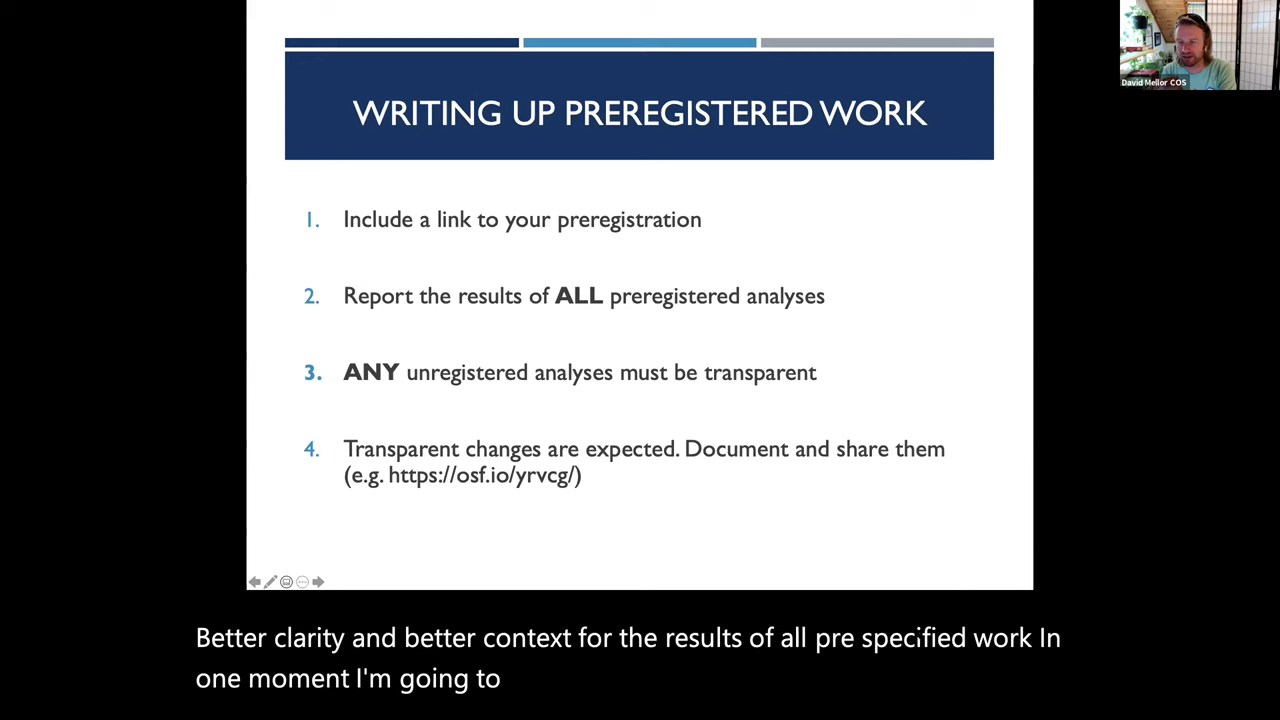 WRITING UP PREREGISTERED WORK
1. Include a link to your preregistration
2. Report the results of ALL preregistered analyses
3. ANY unregistered analyses must be transparent
4. Transparent changes are expected. Document and share them
(e.g. https://osf.io/yrvcg/)
David Mellor COS
Better clarity and better context for the results of all pre specified work In
one moment I'm going to